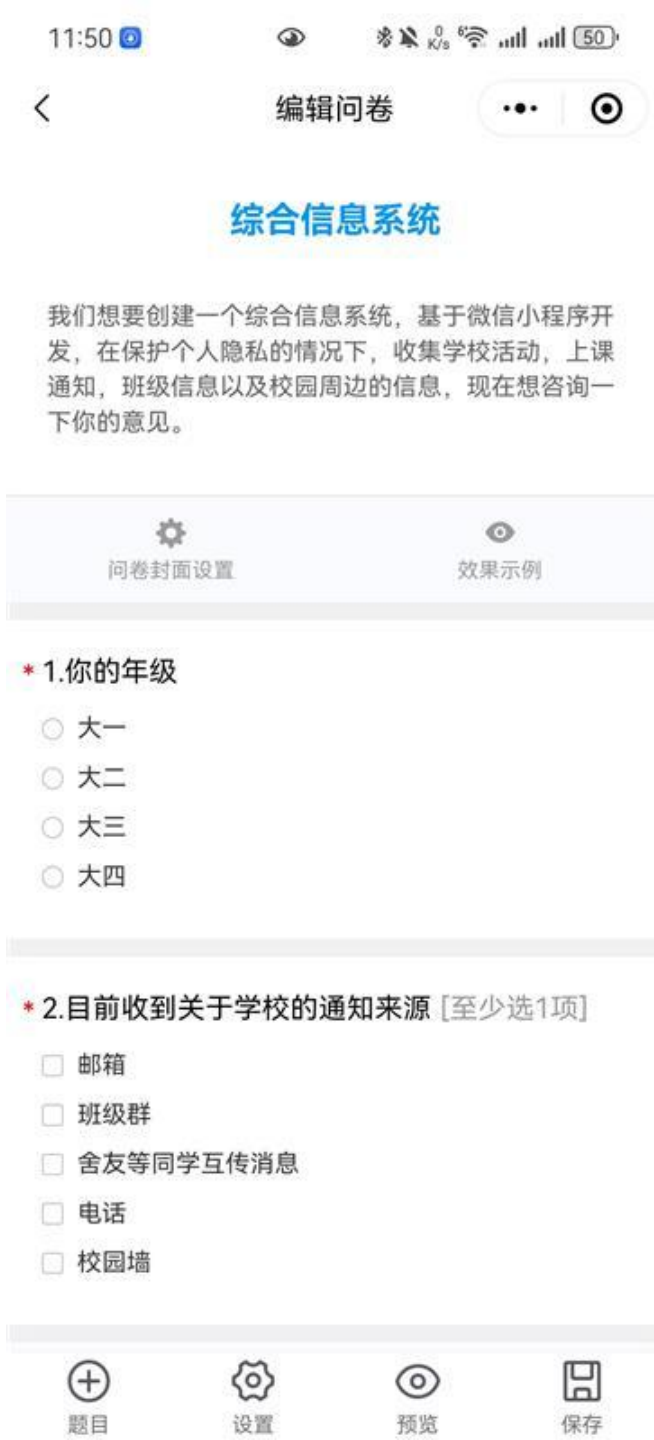 11:50
0
K/s
6
50
编辑问卷
综合信息系统
我们想要创建一个综合信息系统，基于微信小程序开
发，在保护个人隐私的情况下，收集学校活动，上课
通知，班级信息以及校园周边的信息，现在想咨询一
下你的意见。
问卷封面设置
效果示例
* 1.你的年级
大一
大二
大三
大四
* 2.目前收到关于学校的通知来源 [至少选1项]
邮箱
班级群
舍友等同学互传消息
电话
校园墙
题目
设置
预览
保存